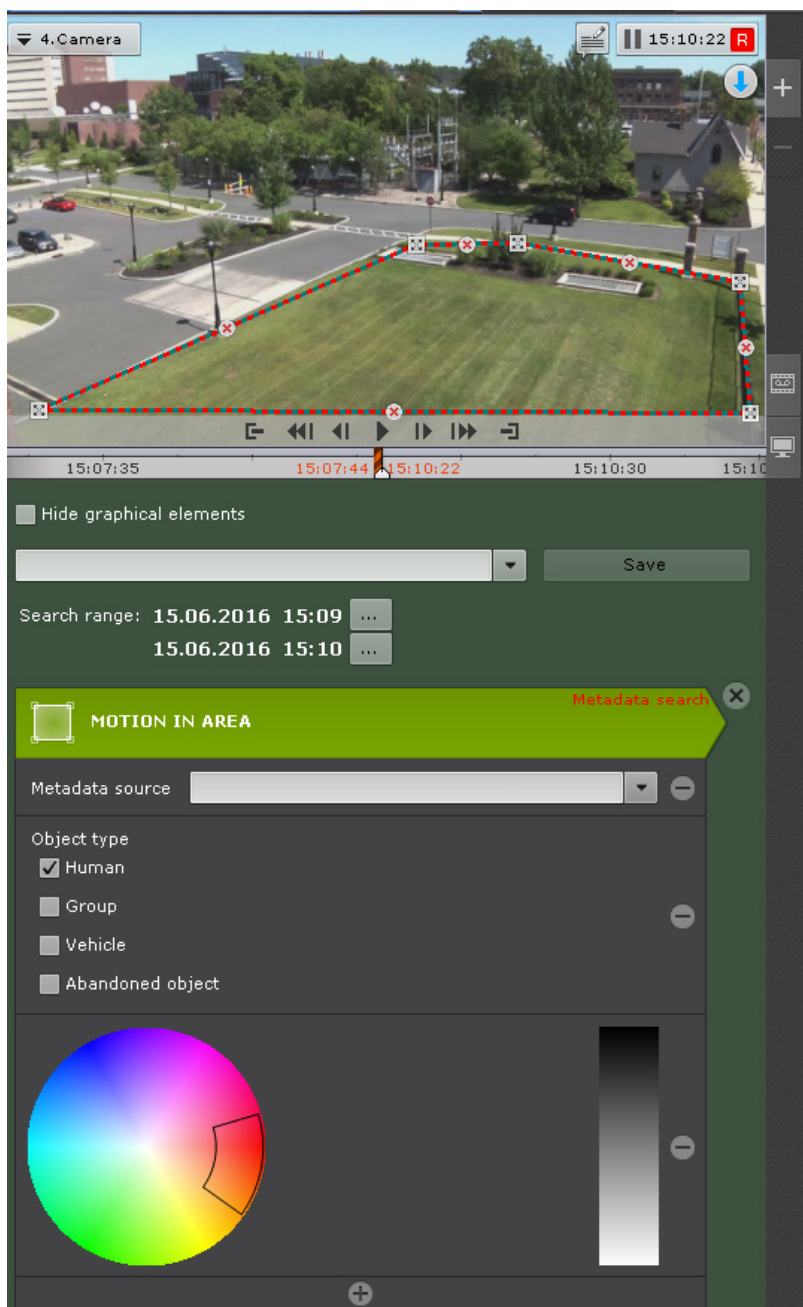 4.Camera
15:10:22 R
15:07:35 15:07:44 15:10:22 15:10:30 15:10
Hide graphical elements
Save
Search range: 15.06.2016 15:09 ...
15.06.2016 15:10 ...
Metadata search
MOTION IN AREA
Metadata source
Object type
Human
Group
Vehicle
Abandoned object